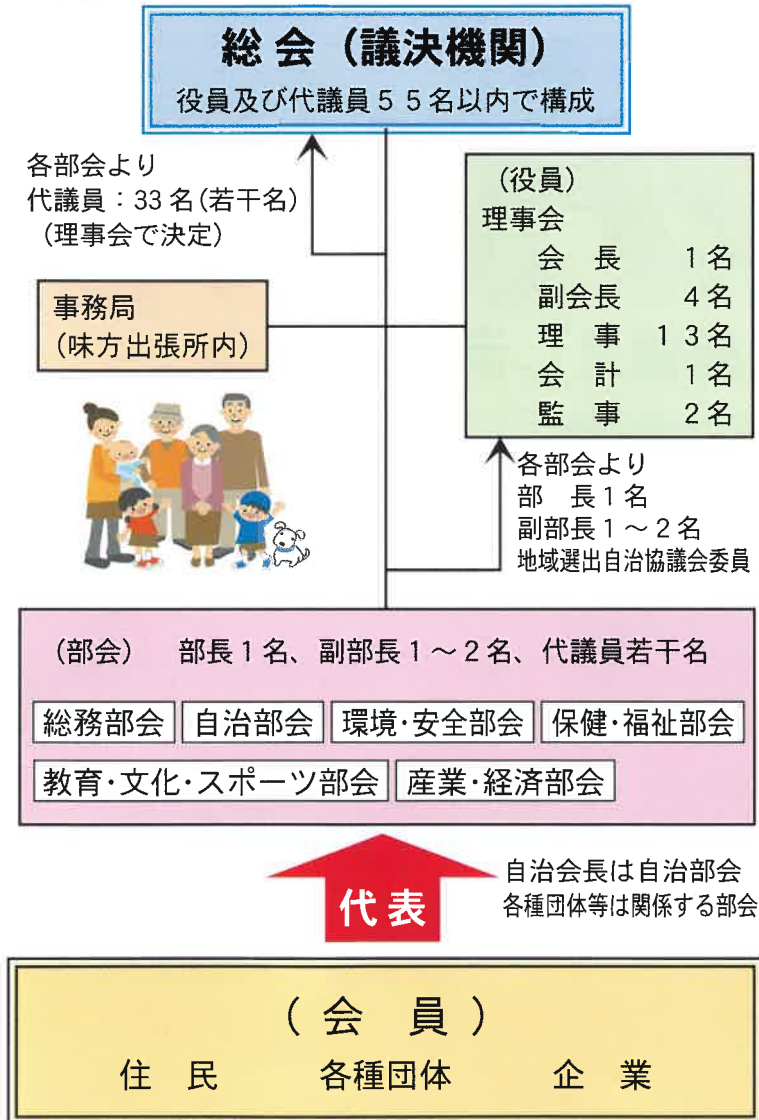 総会（議決機関）
役員及び代議員５５名以内で構成
各部会より
代議員：33名(若干名)
（理事会で決定）
（役員）
理事会
会　長　１名
副会長　４名
理　事　１３名
会　計　１名
監　事　２名
事務局
（味方出張所内）
各部会より
部　長１名
副部長１～２名
地域選出自治協議会委員
（部会）　部長１名、副部長１～２名、代議員若干名
総務部会　自治部会　環境・安全部会　保健・福祉部会
教育・文化・スポーツ部会　産業・経済部会
代表
自治会長は自治部会
各種団体等は関係する部会
（会　員）
住　民　各種団体　企　業